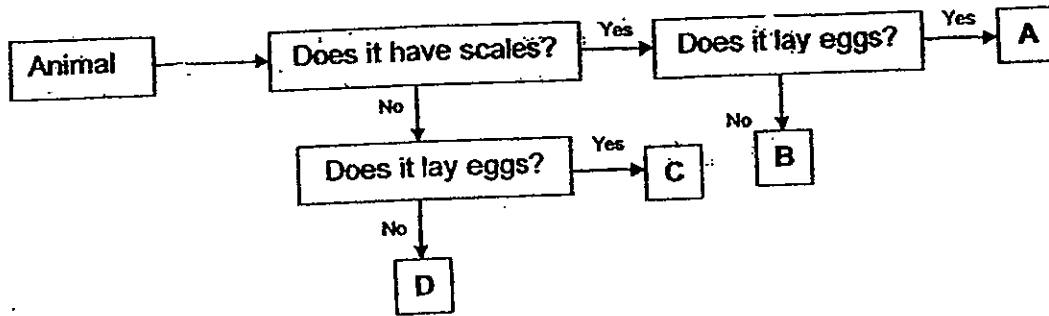 Animal
Does it have scales?
Yes
Does it lay eggs?
Yes
A
No
No
B
Does it lay eggs?
Yes
C
No
D